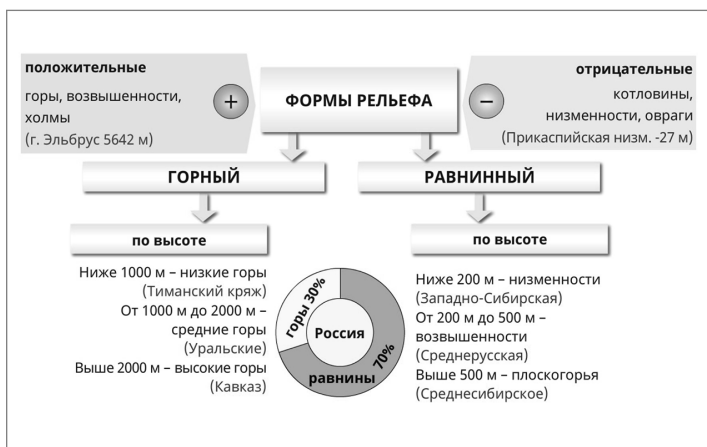 положительные
горы, возвышенности,
холмы
(г. Эльбрус 5642 м)
+
ФОРМЫ РЕЛЬЕФА
−
отрицательные
котловины,
низменности, овраги
(Прикаспийская низм. -27 м)
ГОРНЫЙ
РАВНИННЫЙ
по высоте
по высоте
Ниже 1000 м – низкие горы
(Тиманский кряж)
От 1000 м до 2000 м –
средние горы
(Уральские)
Выше 2000 м – высокие горы
(Кавказ)
горы 30%
Россия
70%
равнины
Ниже 200 м – низменности
(Западно-Сибирская)
От 200 м до 500 м –
возвышенности
(Среднерусская)
Выше 500 м – плоскогорья
(Среднесибирское)